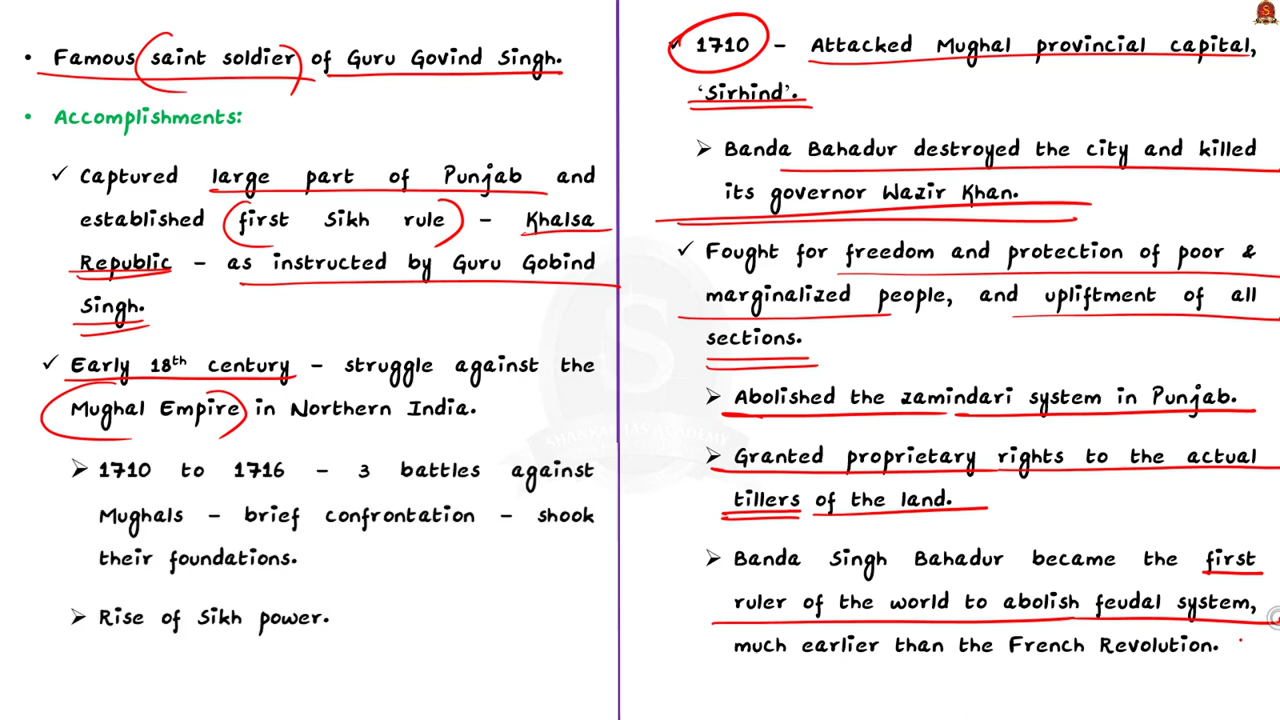 • Famous saint soldier of Guru Govind Singh.
• Accomplishments:
✓ Captured large part of Punjab and
established first Sikh rule – Khalsa
Republic – as instructed by Guru Gobind
Singh.
✓ Early 18th century – struggle against the
Mughal Empire in Northern India.
➢ 1710 to 1716 – 3 battles against
Mughals – brief confrontation – shook
their foundations.
➢ Rise of Sikh power.
✓ 1710 – Attacked Mughal provincial capital,
‘Sirhind’.
➢ Banda Bahadur destroyed the city and killed
its governor Wazir Khan.
✓ Fought for freedom and protection of poor &
marginalized people, and upliftment of all
sections.
➢ Abolished the zamindari system in Punjab.
➢ Granted proprietary rights to the actual
tillers of the land.
➢ Banda Singh Bahadur became the first
ruler of the world to abolish feudal system,
much earlier than the French Revolution.
SHANKAR IAS ACADEMY